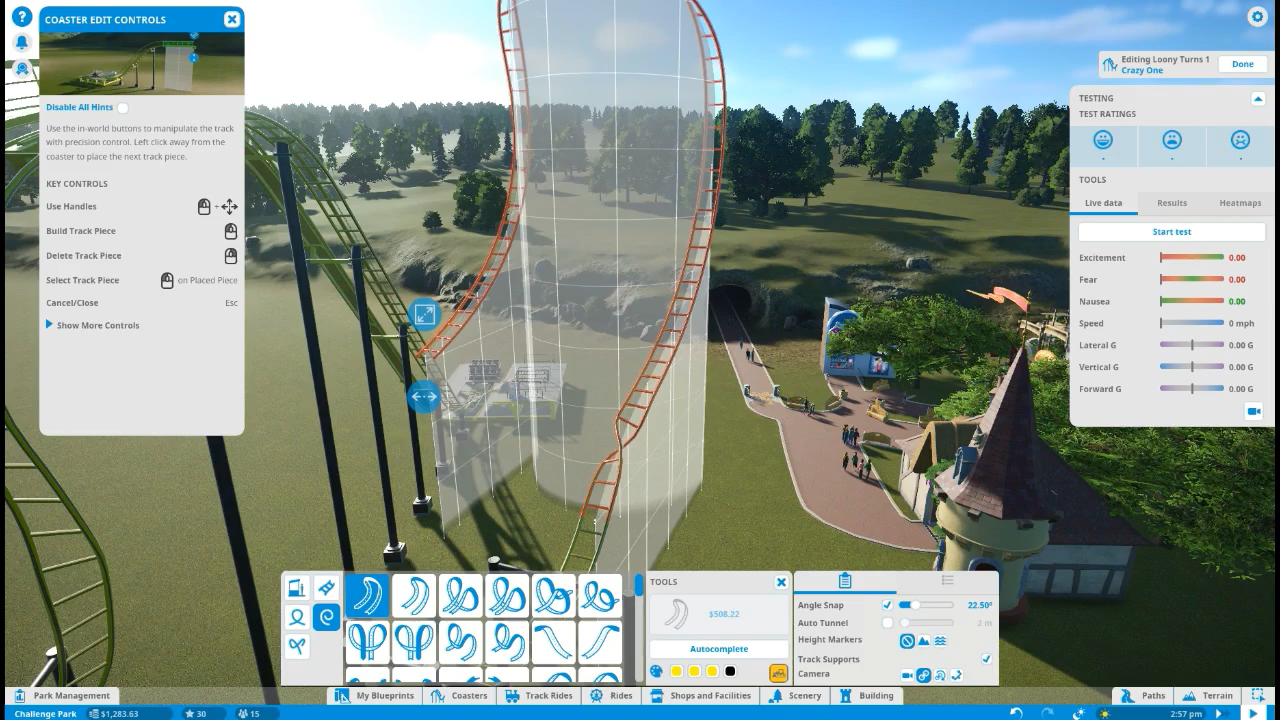 COASTER EDIT CONTROLS
Disable All Hints
Use the in-world buttons to manipulate the track
with precision control. Left click away from the
coaster to place the next track piece.
KEY CONTROLS
Use Handles
+
Build Track Piece
Delete Track Piece
Select Track Piece on Placed Piece
Cancel/Close Esc
Show More Controls
Editing Loony Turns 1
Crazy One
Done
TESTING
TEST RATINGS
- - -
TOOLS
Live data Results Heatmaps
Start test
Excitement 0.00
Fear 0.00
Nausea 0.00
Speed 0 mph
Lateral G 0.00 G
Vertical G 0.00 G
Forward G 0.00 G
TOOLS
$508.22
Autocomplete
Angle Snap 22.50°
Auto Tunnel 2 m
Height Markers
Track Supports
Camera
Park Management
My Blueprints Coasters Track Rides Rides Shops and Facilities Scenery Building
Paths Terrain
Challenge Park $1,283.63 30 15
2:57 pm